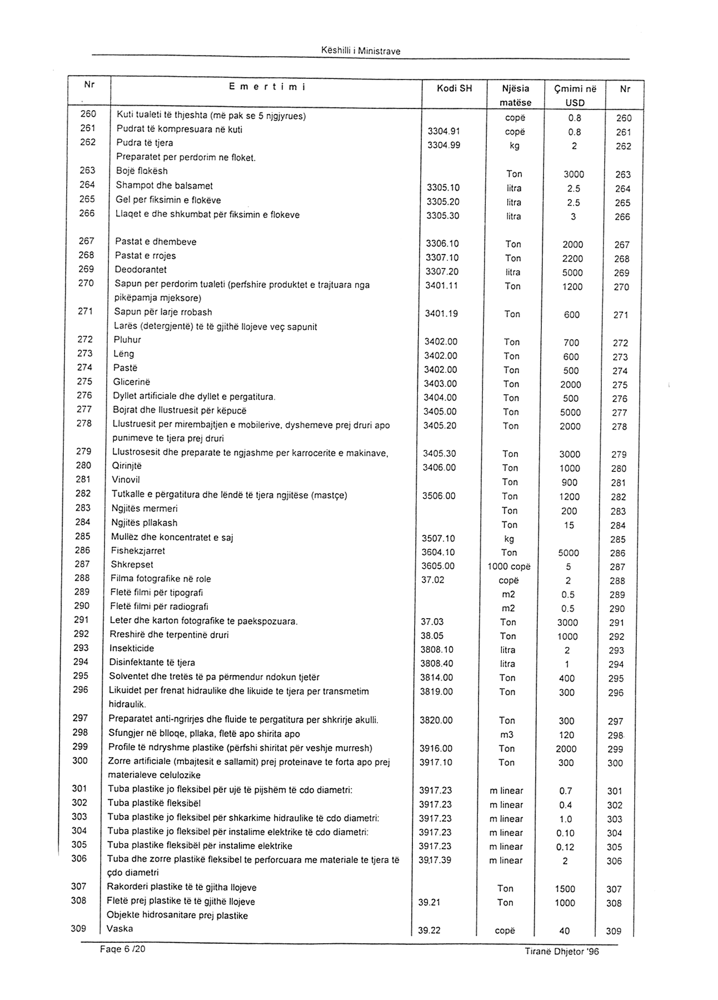 Këshilli i Ministrave
Nr E m e r t i m i Kodi SH Njësia Çmimi në Nr
matëse USD
260 Kuti tualeti të thjeshta (më pak se 5 njgjyrues) copë 0.8 260
261 Pudrat të kompresuara në kuti 3304.91 copë 0.8 261
262 Pudra të tjera 3304.99 kg 2 262
Preparatet per perdorim ne floket.
263 Bojë flokësh Ton 3000 263
264 Shampot dhe balsamet 3305.10 litra 2.5 264
265 Gel per fiksimin e flokëve 3305.20 litra 2.5 265
266 Llaqet e dhe shkumbat për fiksimin e flokeve 3305.30 litra 3 266
267 Pastat e dhembeve 3306.10 Ton 2000 267
268 Pastat e rrojes 3307.10 Ton 2200 268
269 Deodorantet 3307.20 litra 5000 269
270 Sapun per perdorim tualeti (perfshire produktet e trajtuara nga 3401.11 Ton 1200 270
pikëpamja mjeksore)
271 Sapun për larje rrobash 3401.19 Ton 600 271
Larës (detergjentë) të të gjithë llojeve veç sapunit
272 Pluhur 3402.00 Ton 700 272
273 Lëng 3402.00 Ton 600 273
274 Pastë 3402.00 Ton 500 274
275 Glicerinë 3403.00 Ton 2000 275
276 Dyllet artificiale dhe dyllet e pergatitura. 3404.00 Ton 500 276
277 Bojrat dhe llustruesit për këpucë 3405.00 Ton 5000 277
278 Llustruesit per mirembajtjen e mobilerive, dyshemeve prej druri apo 3405.20 Ton 2000 278
punimeve te tjera prej druri
279 Llustrosesit dhe preparate te ngjashme per karrocerite e makinave, 3405.30 Ton 3000 279
280 Qirinjtë 3406.00 Ton 1000 280
281 Vinovil Ton 900 281
282 Tutkalle e përgatitura dhe lëndë të tjera ngjitëse (mastçe) 3506.00 Ton 1200 282
283 Ngjitës mermeri Ton 200 283
284 Ngjitës pllakash Ton 15 284
285 Mullëz dhe koncentratet e saj 3507.10 kg 285
286 Fishekzjarret 3604.10 Ton 5000 286
287 Shkrepset 3605.00 1000 copë 5 287
288 Filma fotografike në role 37.02 copë 2 288
289 Fletë filmi për tipografi m2 0.5 289
290 Fletë filmi për radiografi m2 0.5 290
291 Leter dhe karton fotografike te paekspozuara. 37.03 Ton 3000 291
292 Rreshirë dhe terpentinë druri 38.05 Ton 1000 292
293 Insekticide 3808.10 litra 2 293
294 Disinfektante të tjera 3808.40 litra 1 294
295 Solventet dhe tretës të pa përmendur ndokun tjetër 3814.00 Ton 400 295
296 Likuidet per frenat hidraulike dhe likuide te tjera per transmetim 3819.00 Ton 300 296
hidraulik.
297 Preparatet anti-ngrirjes dhe fluide te pergatitura per shkrirje akulli. 3820.00 Ton 300 297
298 Sfungjer në blloqe, pllaka, fletë apo shirita apo m3 120 298
299 Profile të ndryshme plastike (përfshi shiritat për veshje murresh) 3916.00 Ton 2000 299
300 Zorre artificiale (mbajtesit e sallamit) prej proteinave te forta apo prej 3917.10 Ton 300 300
materialeve celulozike
301 Tuba plastike jo fleksibel për ujë të pijshëm të cdo diametri: 3917.23 m linear 0.7 301
302 Tuba plastikë fleksibël 3917.23 m linear 0.4 302
303 Tuba plastike jo fleksibel për shkarkime hidraulike të cdo diametri: 3917.23 m linear 1.0 303
304 Tuba plastike jo fleksibel për instalime elektrike të cdo diametri: 3917.23 m linear 0.10 304
305 Tuba plastike fleksibël për instalime elektrike 3917.23 m linear 0.12 305
306 Tuba dhe zorre plastikë fleksibel te perforcuara me materiale te tjera të 3917.39 m linear 2 306
çdo diametri
307 Rakorderi plastike të të gjitha llojeve Ton 1500 307
308 Fletë prej plastike të të gjithë llojeve 39.21 Ton 1000 308
Objekte hidrosanitare prej plastike
309 Vaska 39.22 copë 40 309
Faqe 6 /20 Tiranë Dhjetor '96